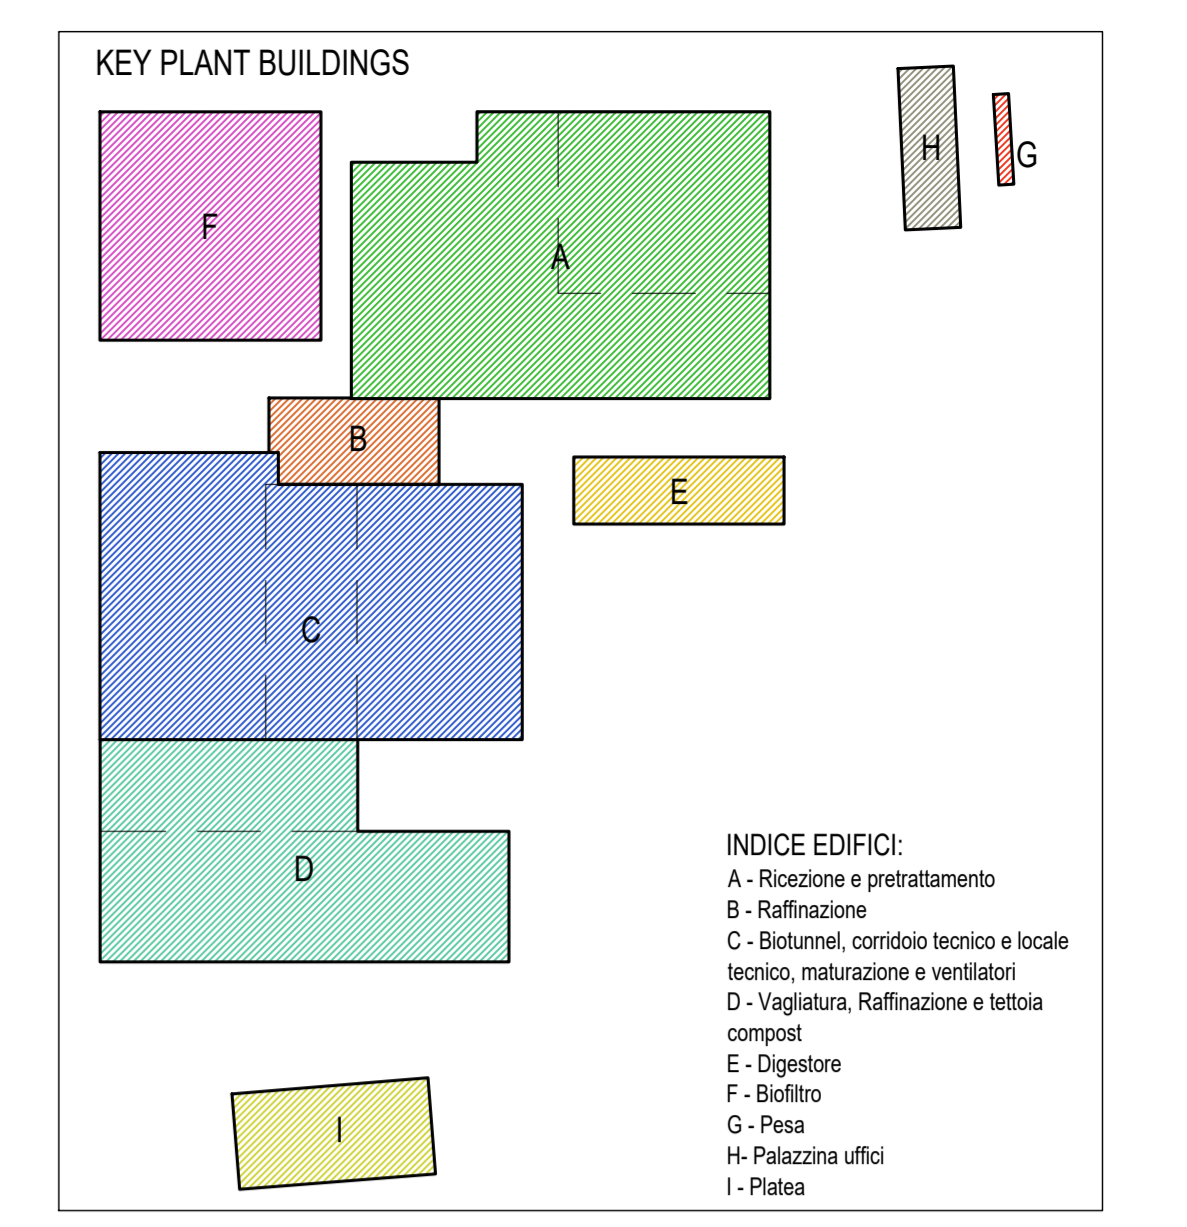 KEY PLANT BUILDINGS
H
G
F
A
B
E
C
D
I
INDICE EDIFICI:
A - Ricezione e pretrattamento
B - Raffinazione
C - Biotunnel, corridoio tecnico e locale
tecnico, maturazione e ventilatori
D - Vagliatura, Raffinazione e tettoia
compost
E - Digestore
F - Biofiltro
G - Pesa
H- Palazzina uffici
I - Platea